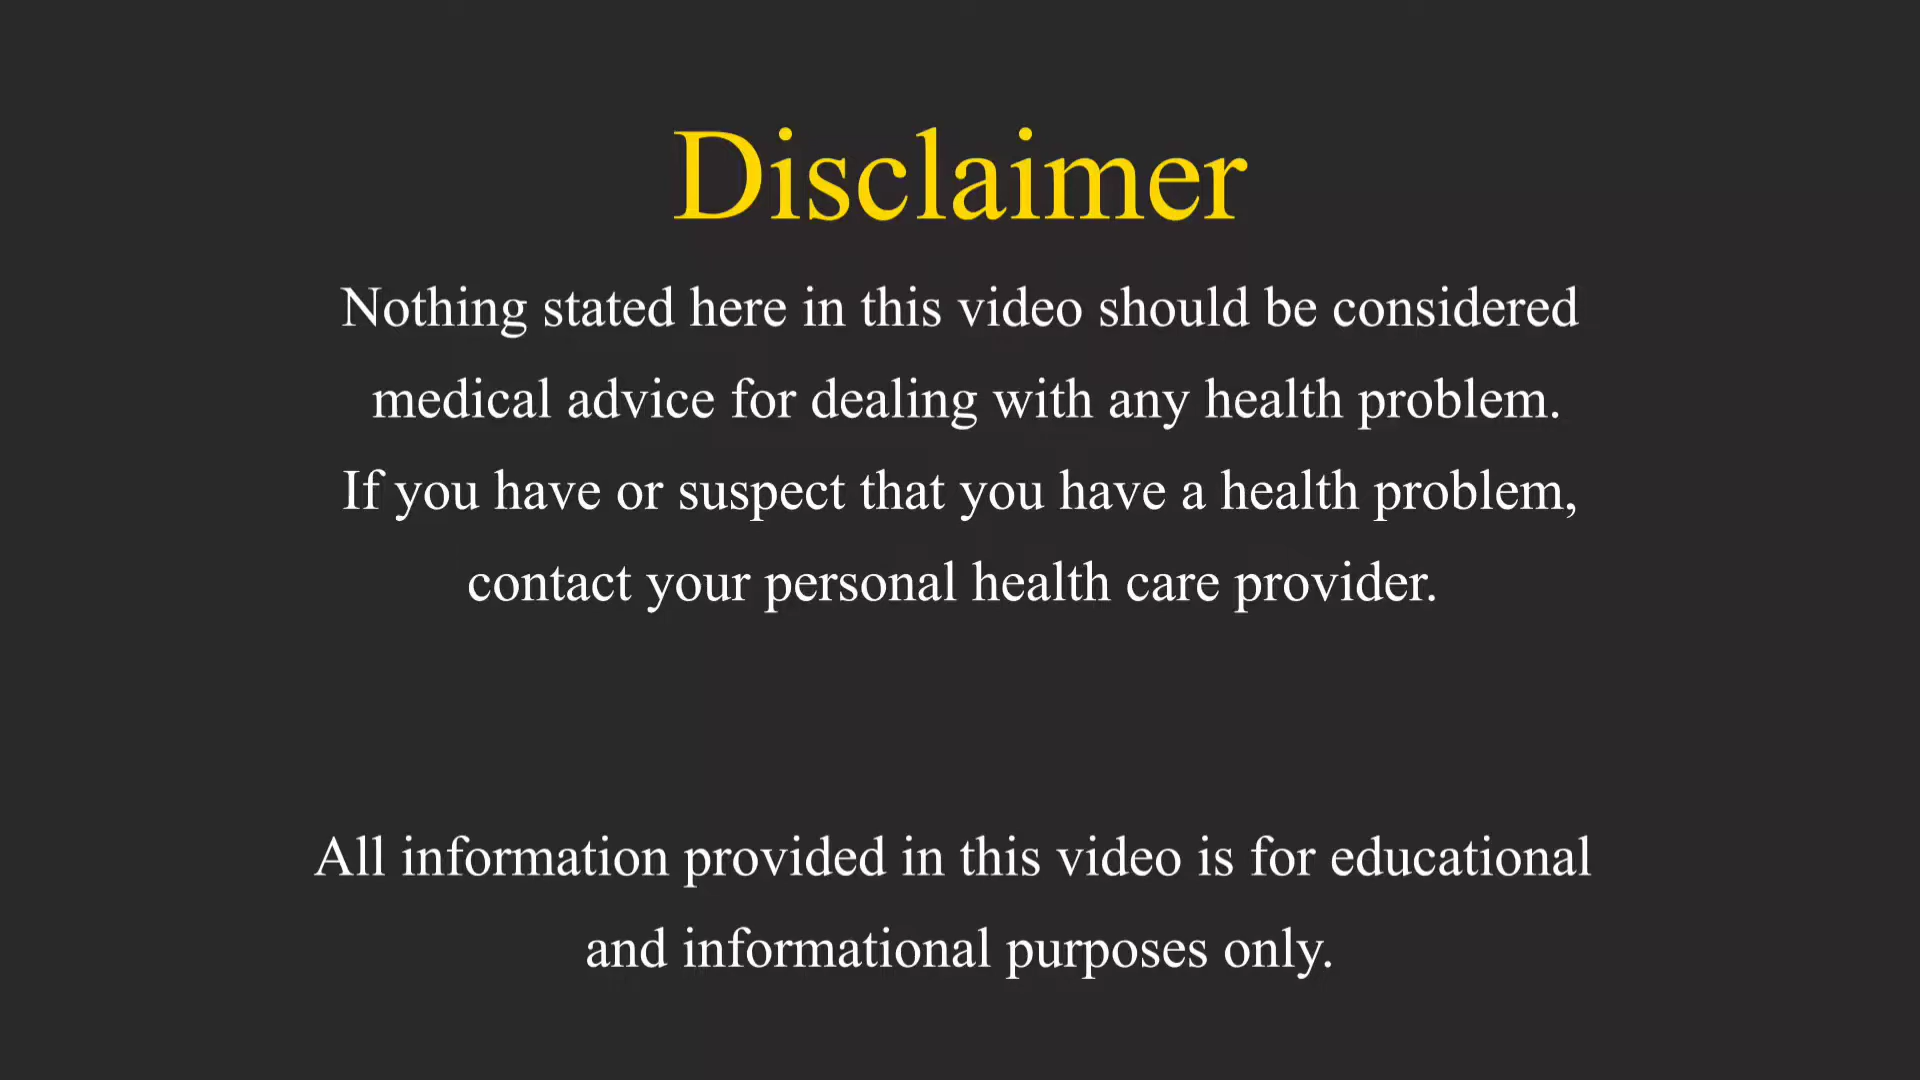 Disclaimer
Nothing stated here in this video should be considered
medical advice for dealing with any health problem.
If you have or suspect that you have a health problem,
contact your personal health care provider.
All information provided in this video is for educational
and informational purposes only.